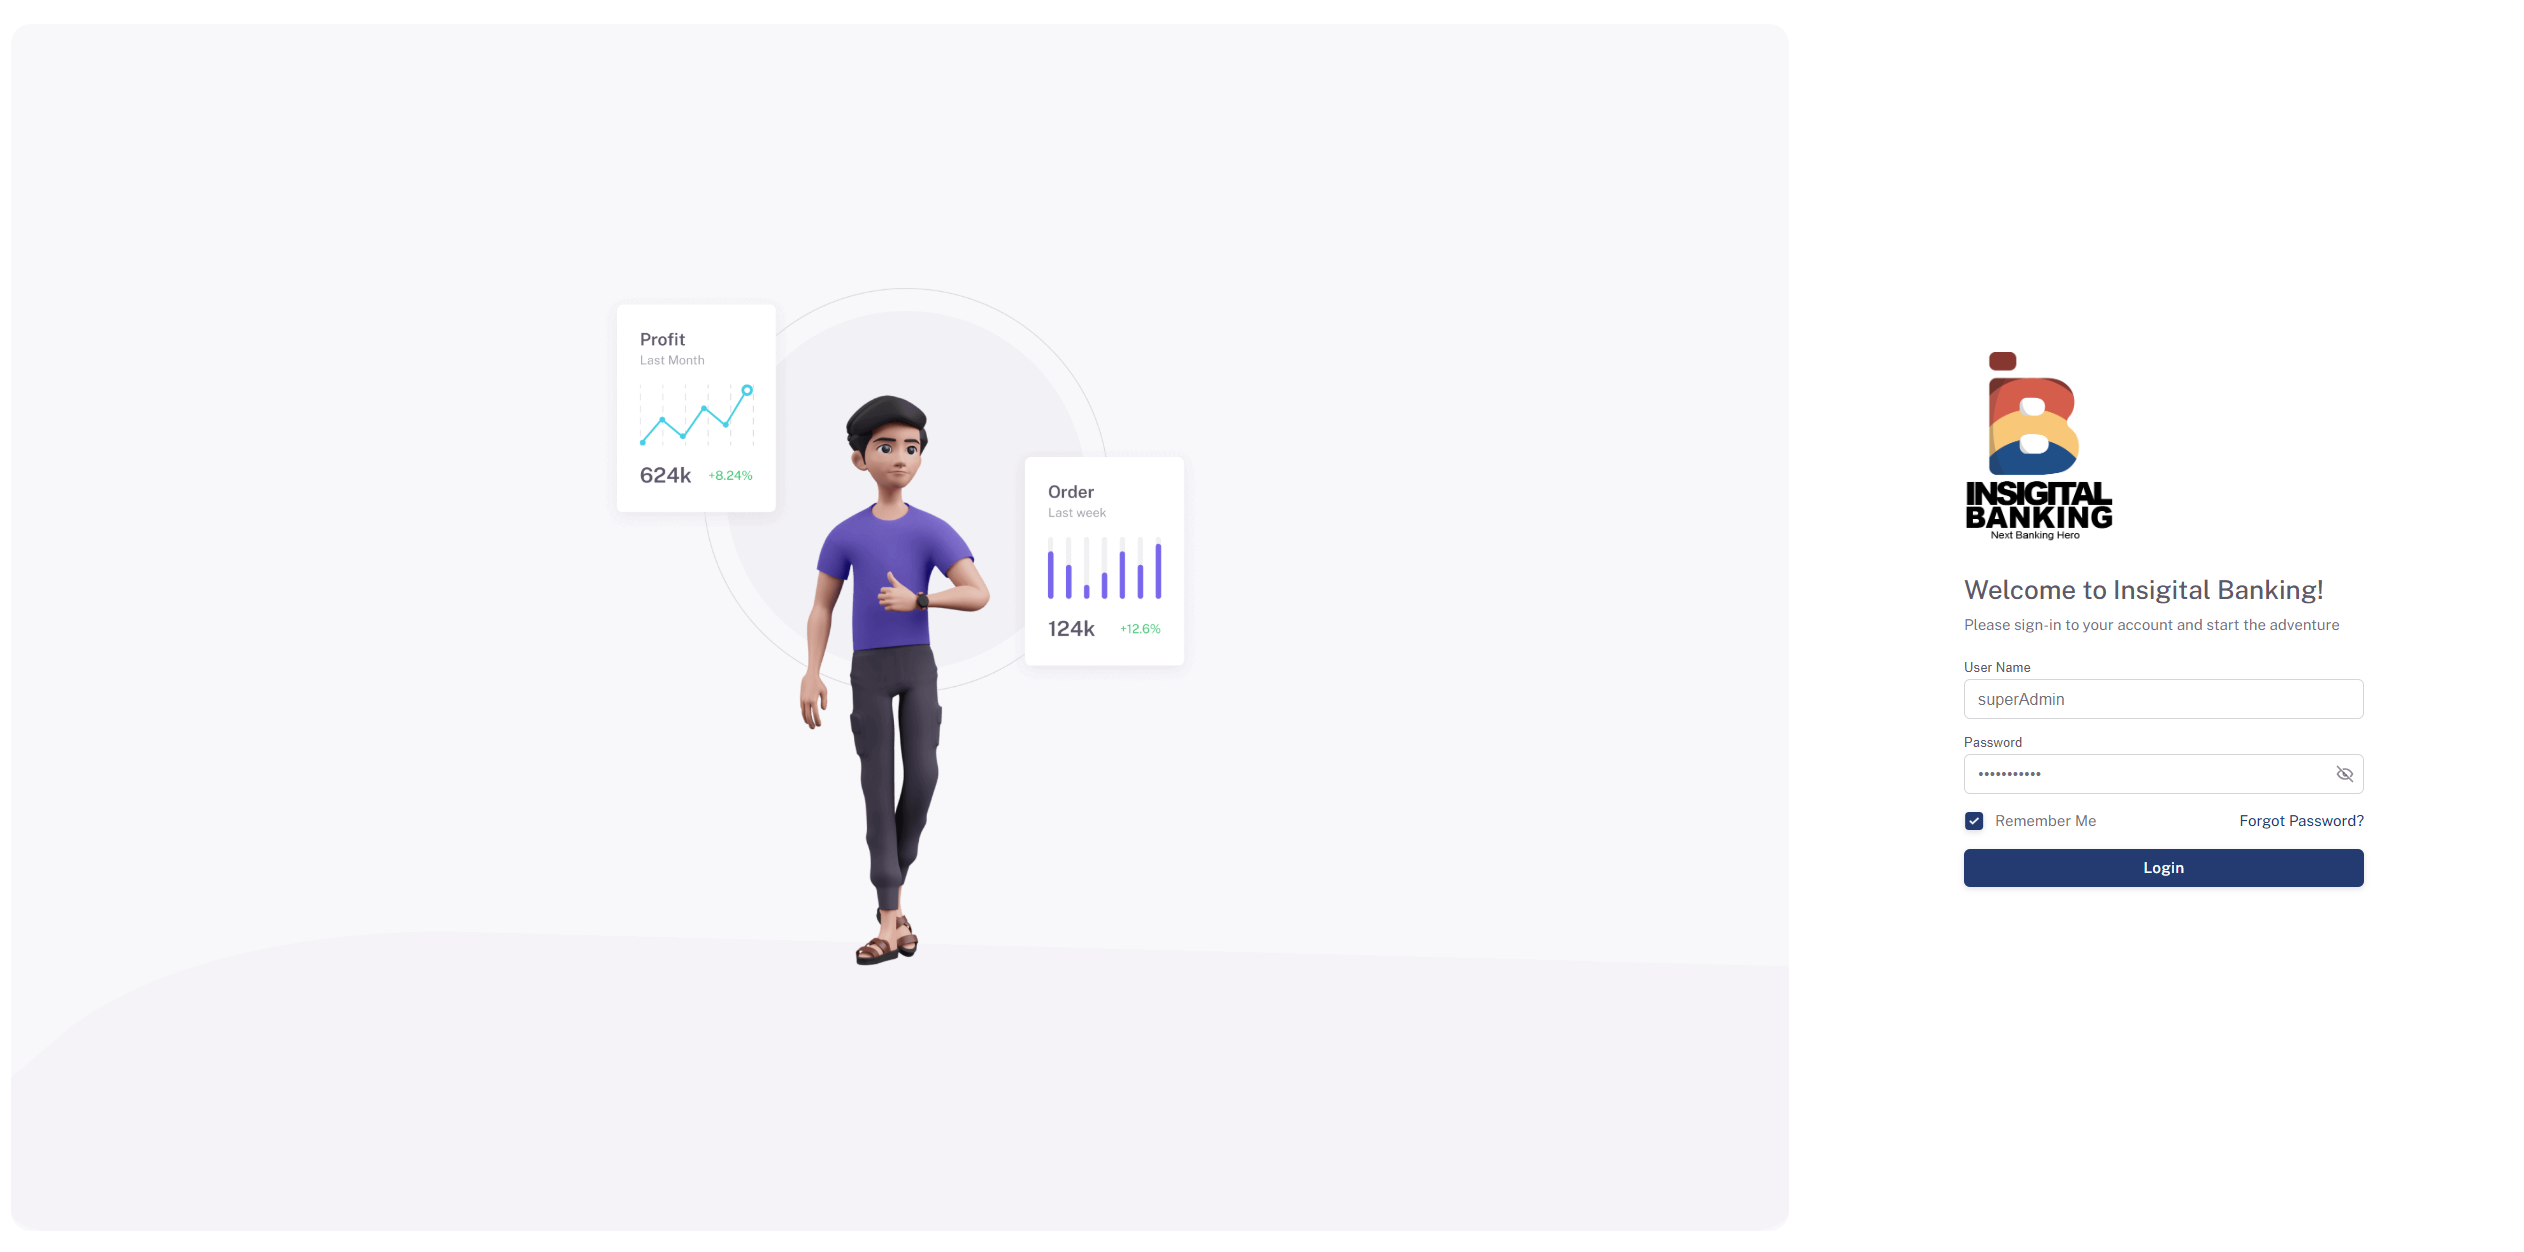 Profit
Last Month
624k +8.24%
Order
Last week
124k +12.6%
INSIGITAL
BANKING
Next Banking Hero
Welcome to Insigital Banking!
Please sign-in to your account and start the adventure
User Name
superAdmin
Password
•••••••••••
Remember Me Forgot Password?
Login